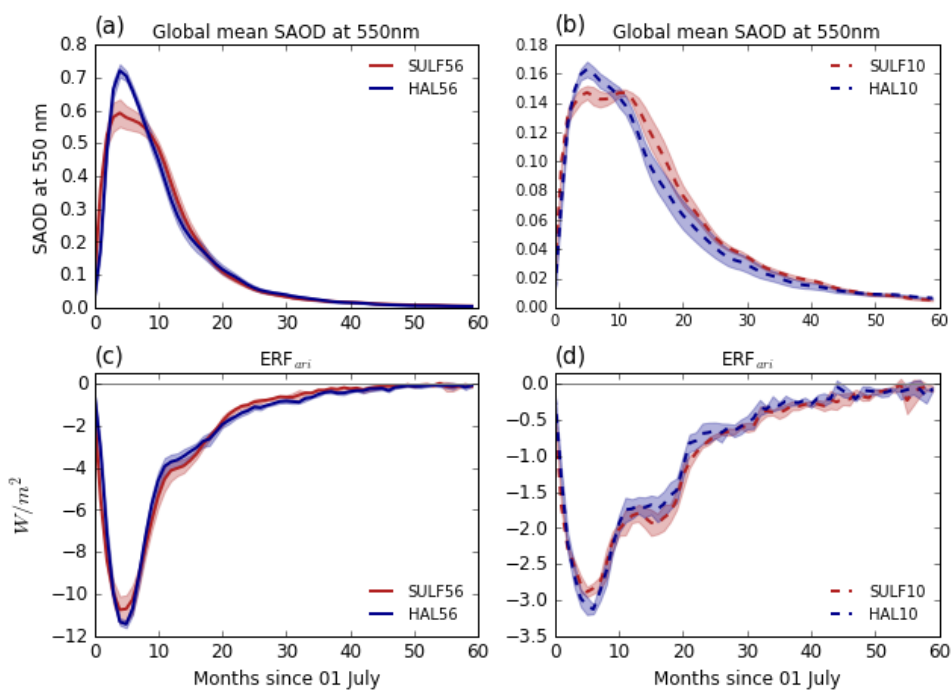 (a)
Global mean SAOD at 550nm
SAOD at 550 nm
0.8
0.7
0.6
0.5
0.4
0.3
0.2
0.1
0.0
SULF56
HAL56
0 10 20 30 40 50 60
(b)
Global mean SAOD at 550nm
0.18
0.16
0.14
0.12
0.10
0.08
0.06
0.04
0.02
0.00
SULF10
HAL10
0 10 20 30 40 50 60
(c)
ERF_ari
W/m²
0
−2
−4
−6
−8
−10
−12
SULF56
HAL56
0 10 20 30 40 50 60
Months since 01 July
(d)
ERF_ari
0.0
−0.5
−1.0
−1.5
−2.0
−2.5
−3.0
−3.5
SULF10
HAL10
0 10 20 30 40 50 60
Months since 01 July